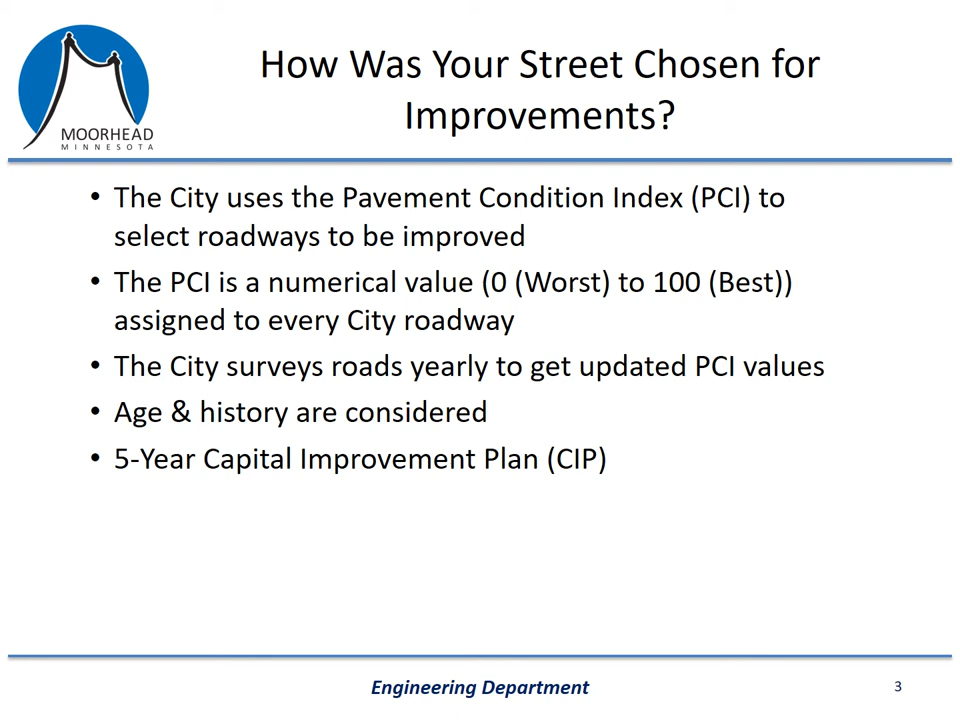 MOORHEAD
MINNESOTA
How Was Your Street Chosen for
Improvements?
• The City uses the Pavement Condition Index (PCI) to
select roadways to be improved
• The PCI is a numerical value (0 (Worst) to 100 (Best))
assigned to every City roadway
• The City surveys roads yearly to get updated PCI values
• Age & history are considered
• 5-Year Capital Improvement Plan (CIP)
Engineering Department
3